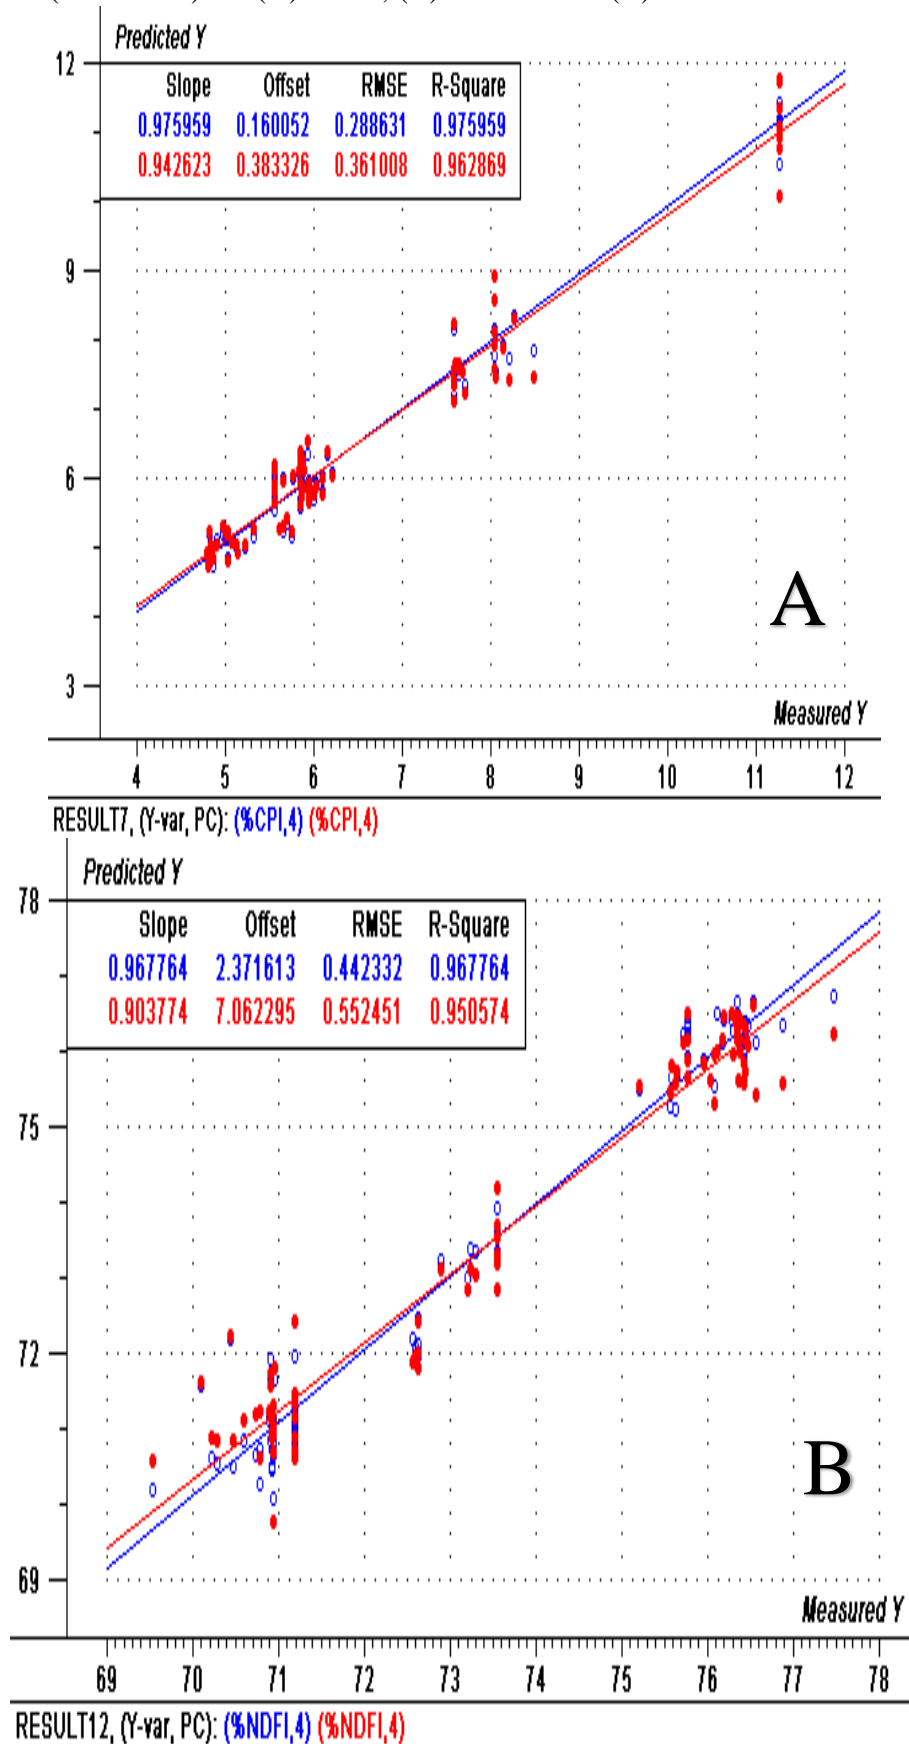 Predicted Y
12
Slope Offset RMSE R-Square
0.975959 0.160052 0.288631 0.975959
0.942623 0.383326 0.361008 0.962869
9
6
A
3
Measured Y
4 5 6 7 8 9 10 11 12
RESULT7, (Y-var, PC): (%CPI,4) (%CPI,4)
Predicted Y
78
Slope Offset RMSE R-Square
0.967764 2.371613 0.442332 0.967764
0.903774 7.062295 0.552451 0.950574
75
72
B
69
Measured Y
69 70 71 72 73 74 75 76 77 78
RESULT12, (Y-var, PC): (%NDFI,4) (%NDFI,4)